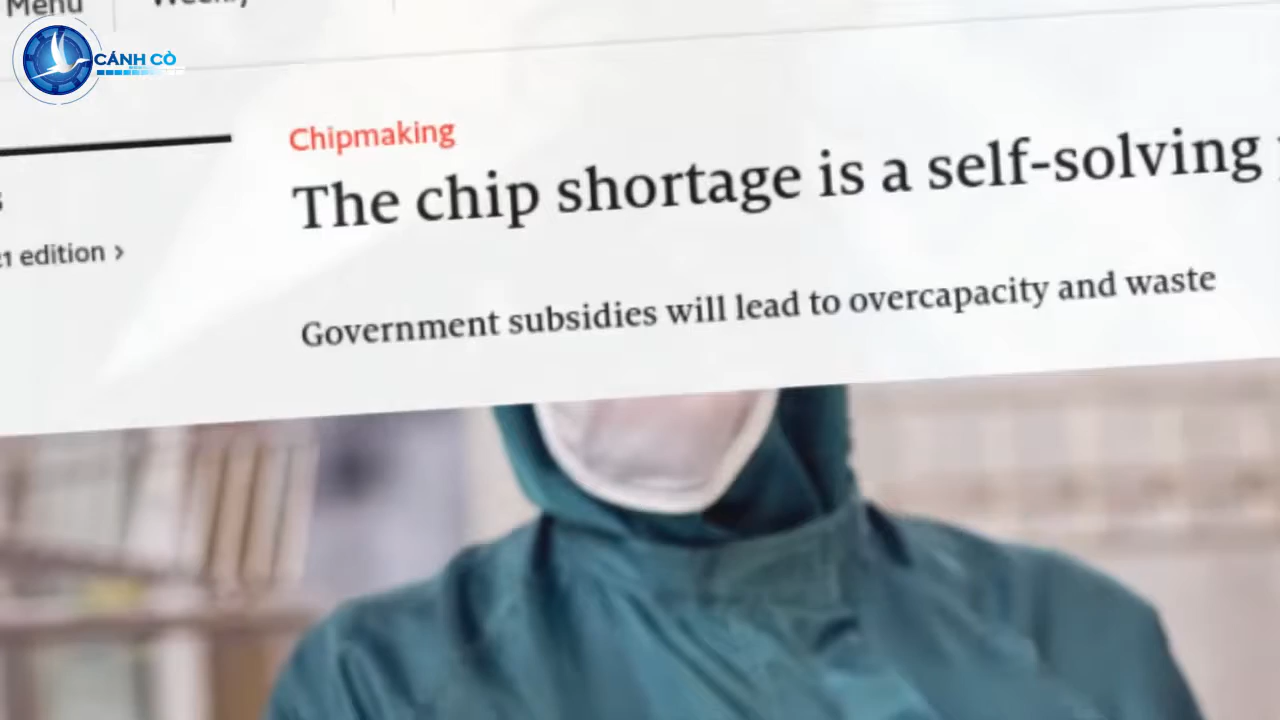 Menu
Weekly
CÁNH CÒ
Chipmaking
The chip shortage is a self-solving
edition ›
Government subsidies will lead to overcapacity and waste